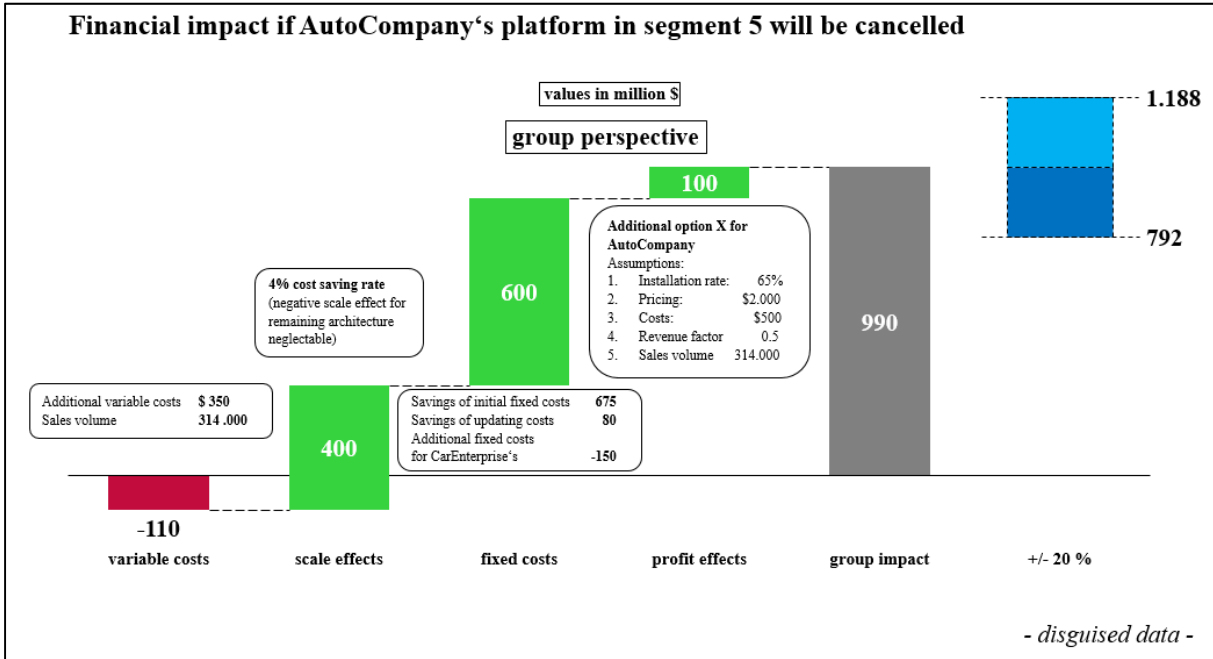 Financial impact if AutoCompany‘s platform in segment 5 will be cancelled
values in million $
group perspective
1.188
792
100
Additional option X for
AutoCompany
Assumptions:
1. Installation rate: 65%
2. Pricing: $2.000
3. Costs: $500
4. Revenue factor 0.5
5. Sales volume 314.000
4% cost saving rate
(negative scale effect for
remaining architecture
neglectable)
600
990
Additional variable costs $ 350
Sales volume 314 .000
400
Savings of initial fixed costs 675
Savings of updating costs 80
Additional fixed costs
for CarEnterprise‘s -150
-110
variable costs
scale effects
fixed costs
profit effects
group impact
+/- 20 %
- disguised data -